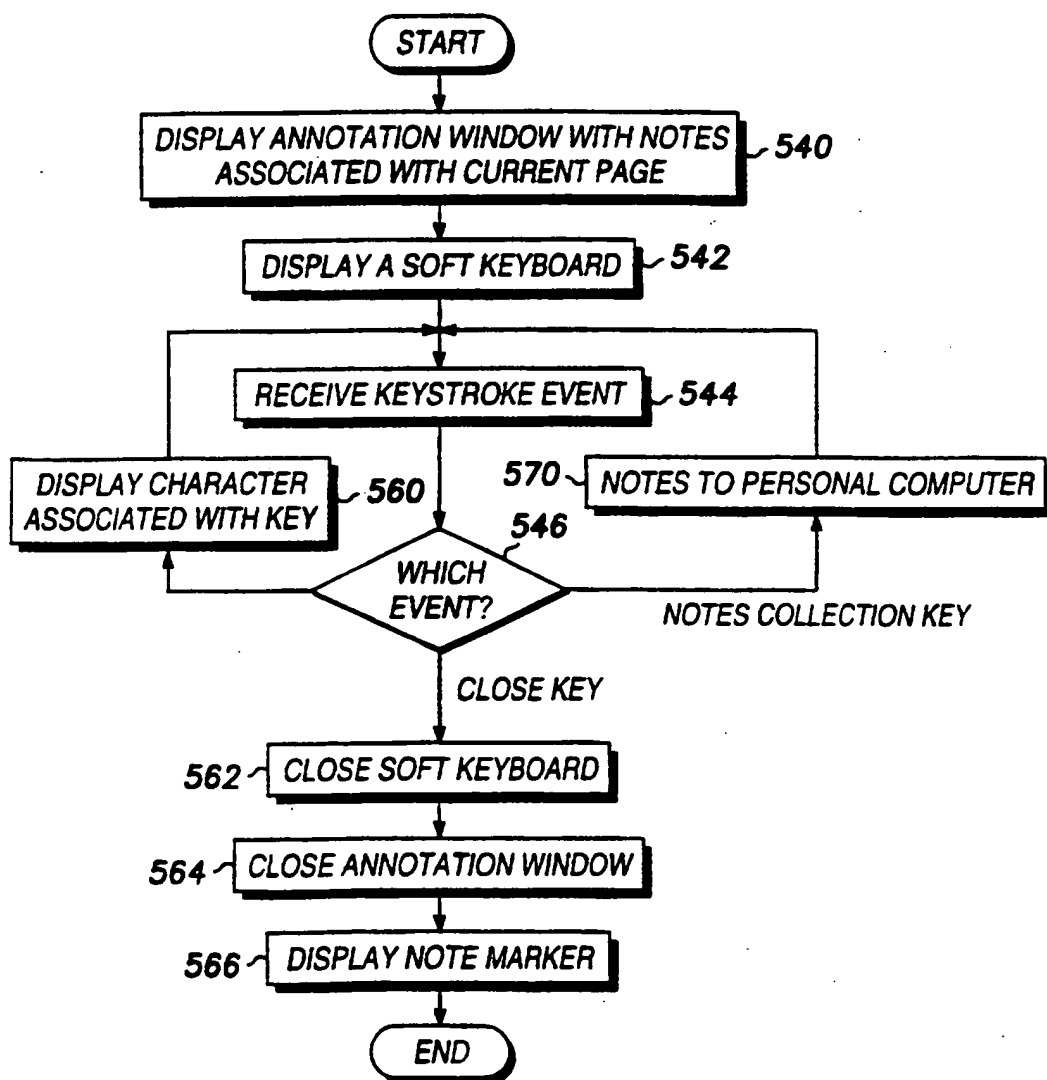 START
DISPLAY ANNOTATION WINDOW WITH NOTES
ASSOCIATED WITH CURRENT PAGE
540
DISPLAY A SOFT KEYBOARD
542
RECEIVE KEYSTROKE EVENT
544
DISPLAY CHARACTER
ASSOCIATED WITH KEY
560
570
NOTES TO PERSONAL COMPUTER
546
WHICH
EVENT?
NOTES COLLECTION KEY
CLOSE KEY
562
CLOSE SOFT KEYBOARD
564
CLOSE ANNOTATION WINDOW
566
DISPLAY NOTE MARKER
END